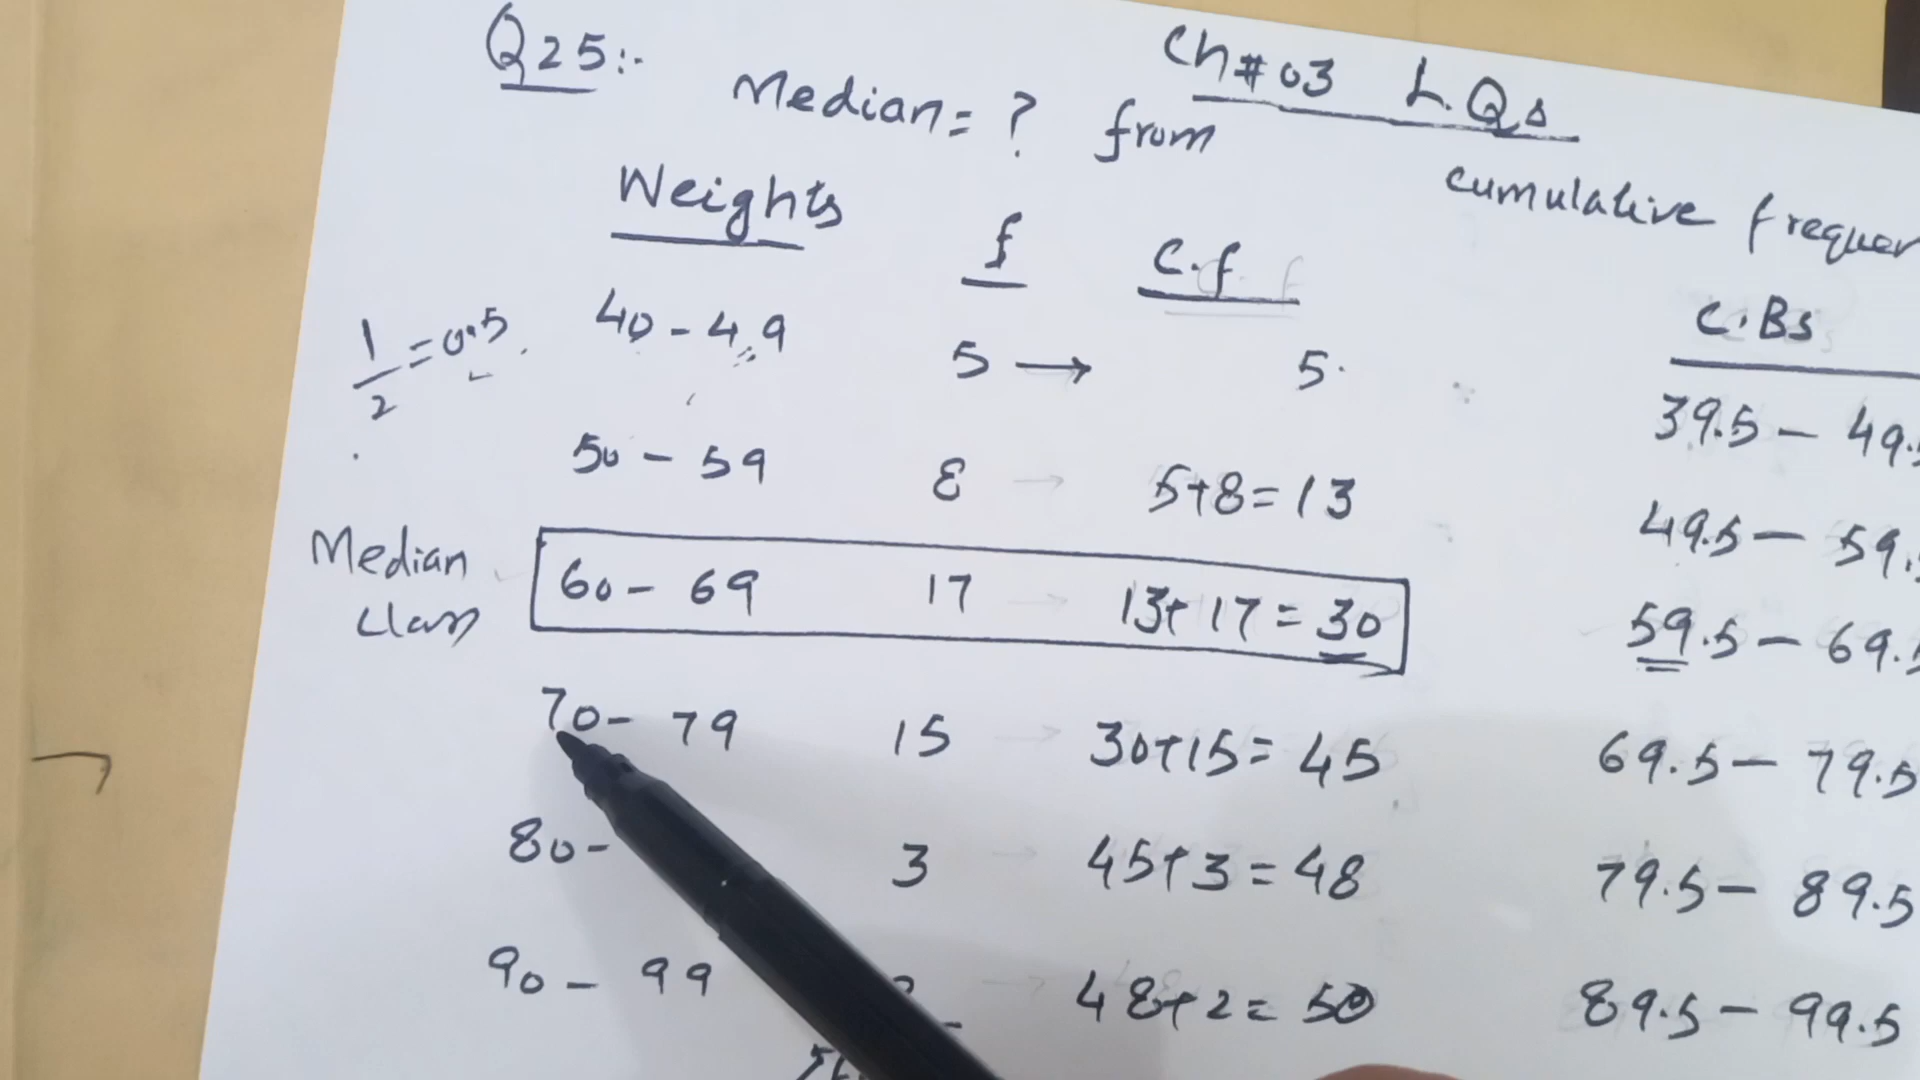 Q25:-
Ch#03 L.Qs
Median = ? from
cumulative
Weights f C.f C.Bs
1/2 = 0.5
40 - 49 5 → 5 39.5 - 49.5
50 - 59 8 → 5+8 = 13 49.5 - 59.
Median class
60 - 69 17 → 13+17 = 30 59.5 - 69.5
70 - 79 15 → 30+15 = 45 69.5 - 79.5
80 - 3 → 45+3 = 48 79.5 - 89.5
90 - 99 → 48+2 = 50 89.5 - 99.5